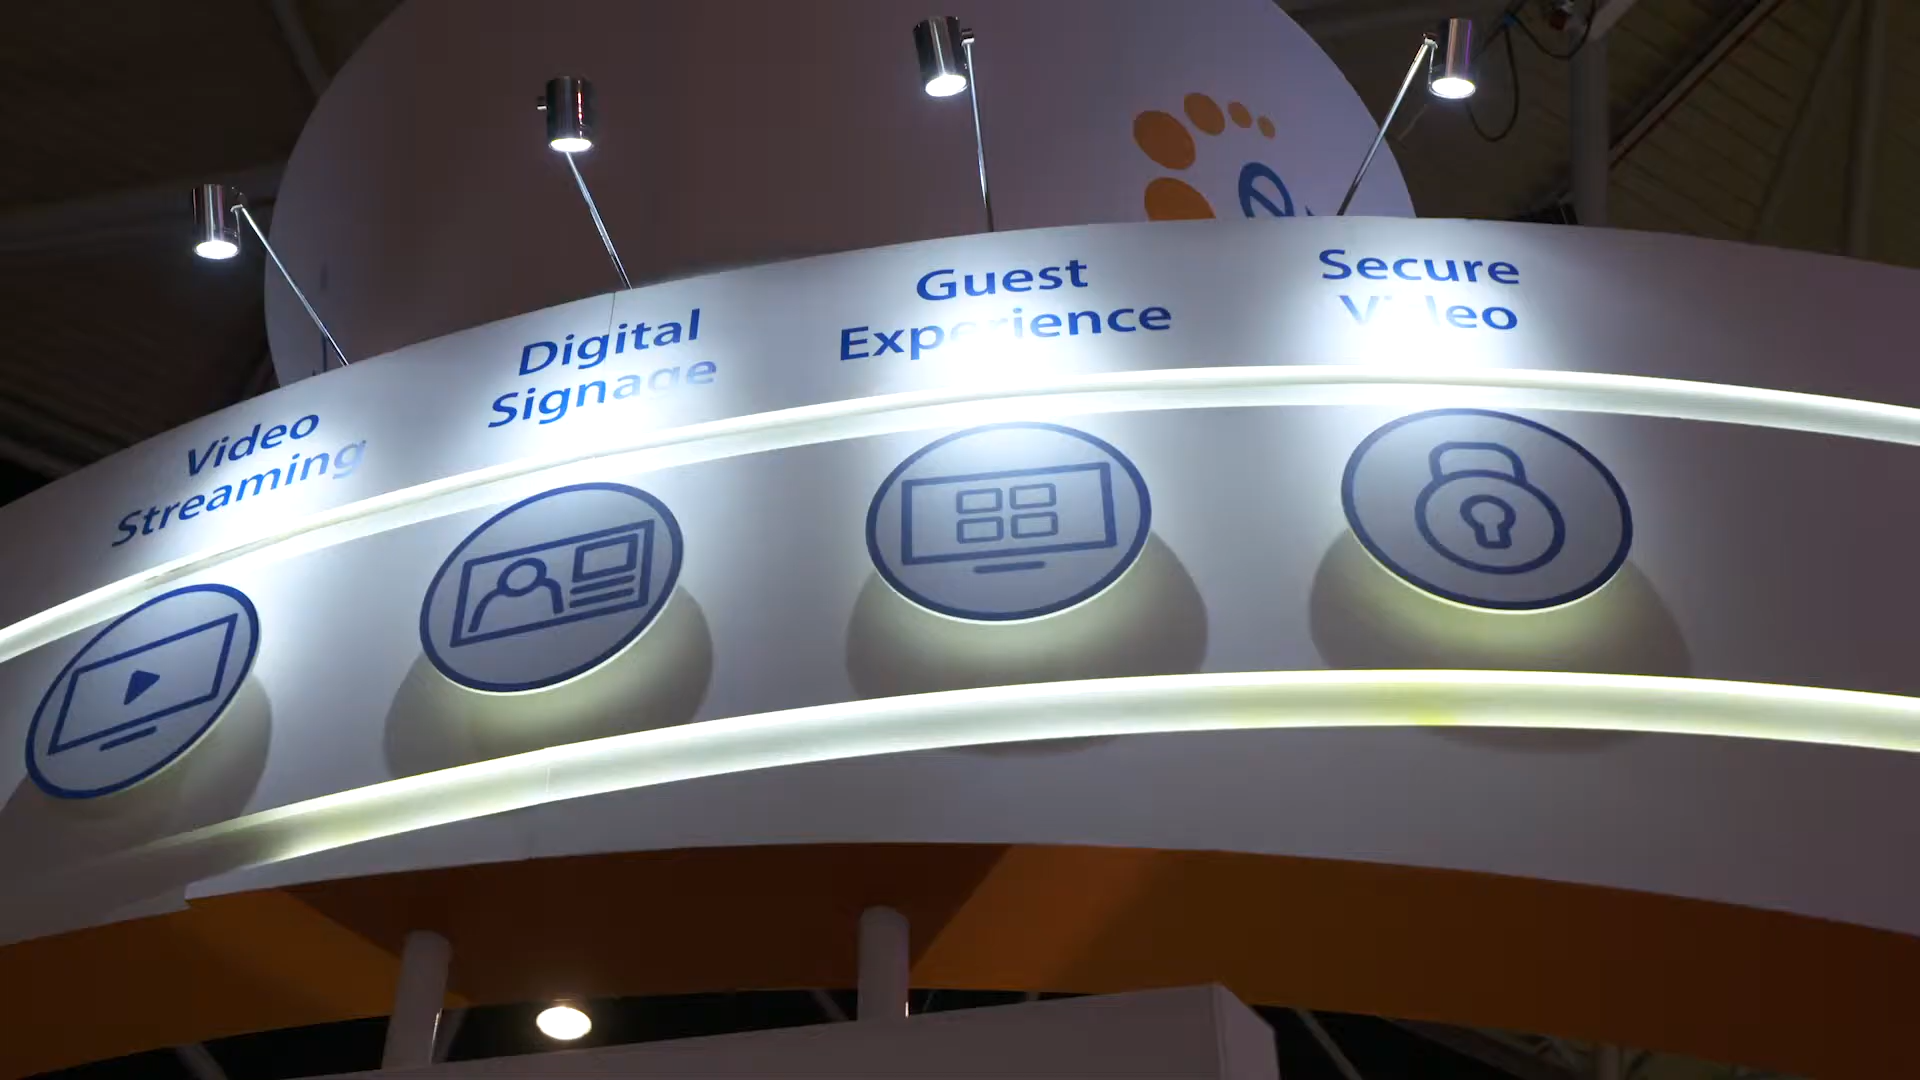 Video
Streaming
Digital
Signage
Guest
Experience
Secure
Video